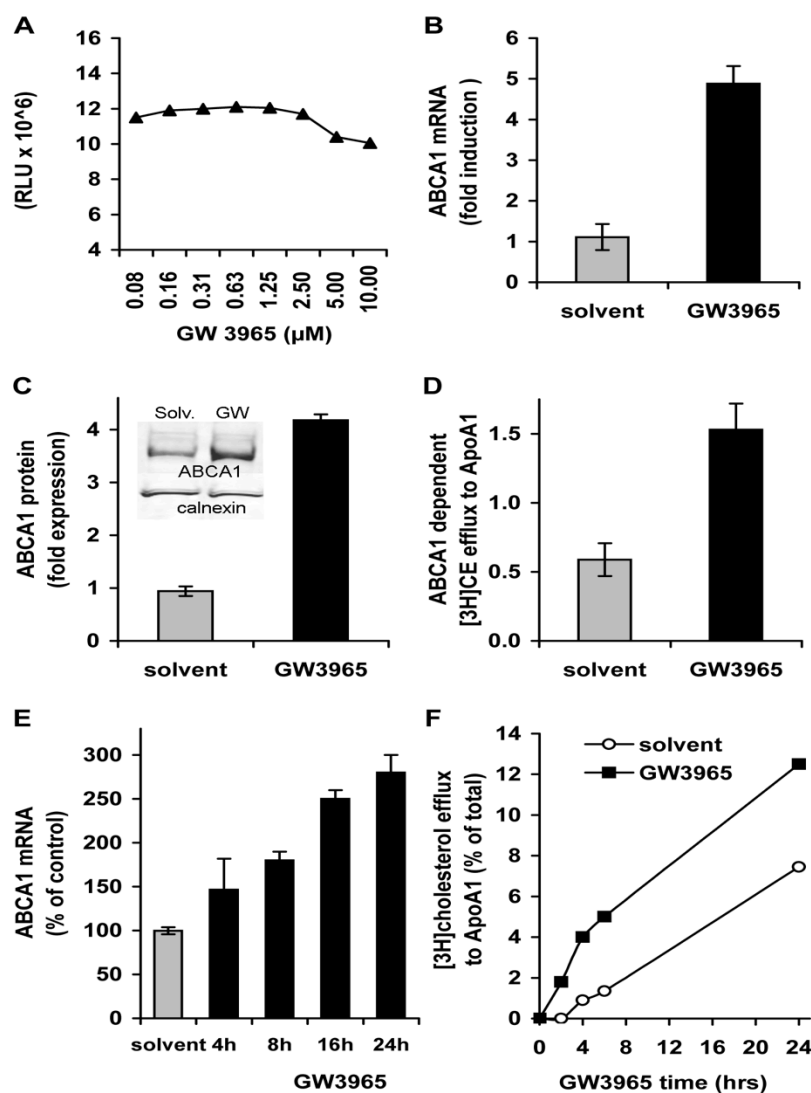 A
16
14
12
10
8
6
4
(RLU x 10^6)
0.08
0.16
0.31
0.63
1.25
2.50
5.00
10.00
GW 3965 (µM)
B
6
5
4
3
2
1
0
ABCA1 mRNA
(fold induction )
solvent
GW3965
C
4
3
2
1
0
ABCA1 protein
(fold expression)
Solv. GW
ABCA1
calnexin
solvent
GW3965
D
1.5
1.0
0.5
0.0
ABCA1 dependent
[3H]CE efflux to ApoA1
solvent
GW3965
E
300
250
200
150
100
50
0
ABCA1 mRNA
(% of control)
solvent 4h 8h 16h 24h
GW3965
F
14
12
10
8
6
4
2
0
[3H]cholesterol efflux
to ApoA1 (% of total)
solvent
GW3965
0 4 8 12 16 20 24
GW3965 time (hrs)